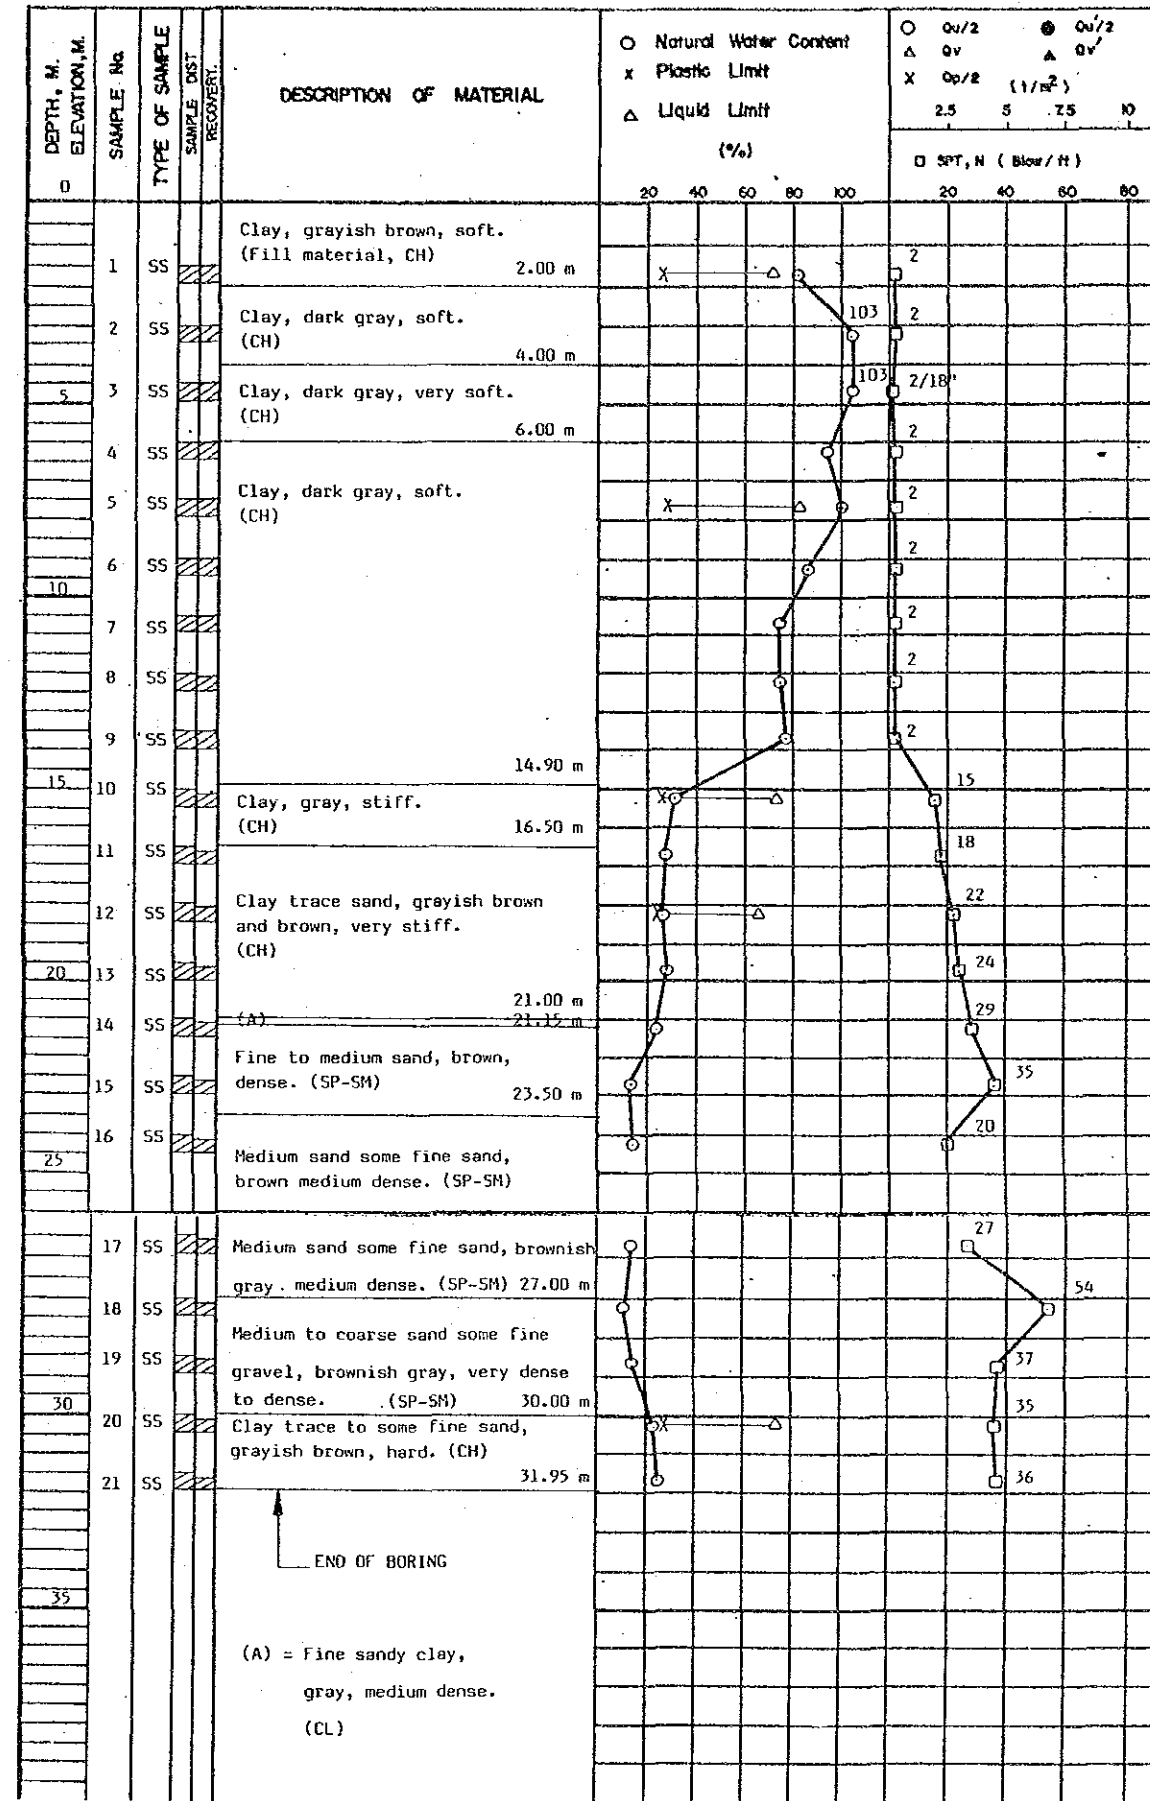 DEPTH, M.
ELEVATION, M.
SAMPLE No.
TYPE OF SAMPLE
SAMPLE DIST
RECOVERY.
DESCRIPTION OF MATERIAL
O Natural Water Content
x Plastic Limit
△ Liquid Limit
(%)
O Qu/2 ● Qu'/2
△ Qv ▲ Qv'
X Qp/2 (t/m²)
2.5 5 7.5 10
□ SPT, N ( Blow/ ft )
0
20 40 60 80 100
20 40 60 80
Clay, grayish brown, soft.
(Fill material, CH)
2.00 m
1 SS
2
Clay, dark gray, soft.
(CH)
4.00 m
2 SS
103
2
Clay, dark gray, very soft.
(CH)
6.00 m
5
3 SS
103
2/18"
4 SS
2
Clay, dark gray, soft.
(CH)
5 SS
2
6 SS
2
10
7 SS
2
8 SS
2
9 SS
2
14.90 m
15
10 SS
15
Clay, gray, stiff.
(CH)
16.50 m
11 SS
18
Clay trace sand, grayish brown
and brown, very stiff.
(CH)
12 SS
22
20
13 SS
24
21.00 m
(A) 21.15 m
14 SS
29
Fine to medium sand, brown,
dense. (SP-SM)
23.50 m
15 SS
35
16 SS
20
25
Medium sand some fine sand,
brown medium dense. (SP-SM)
17 SS
27
Medium sand some fine sand, brownish
gray. medium dense. (SP-SM) 27.00 m
18 SS
54
Medium to coarse sand some fine
gravel, brownish gray, very dense
to dense. (SP-SM) 30.00 m
19 SS
37
30
20 SS
35
Clay trace to some fine sand,
grayish brown, hard. (CH)
31.95 m
21 SS
36
END OF BORING
35
(A) = Fine sandy clay,
gray, medium dense.
(CL)